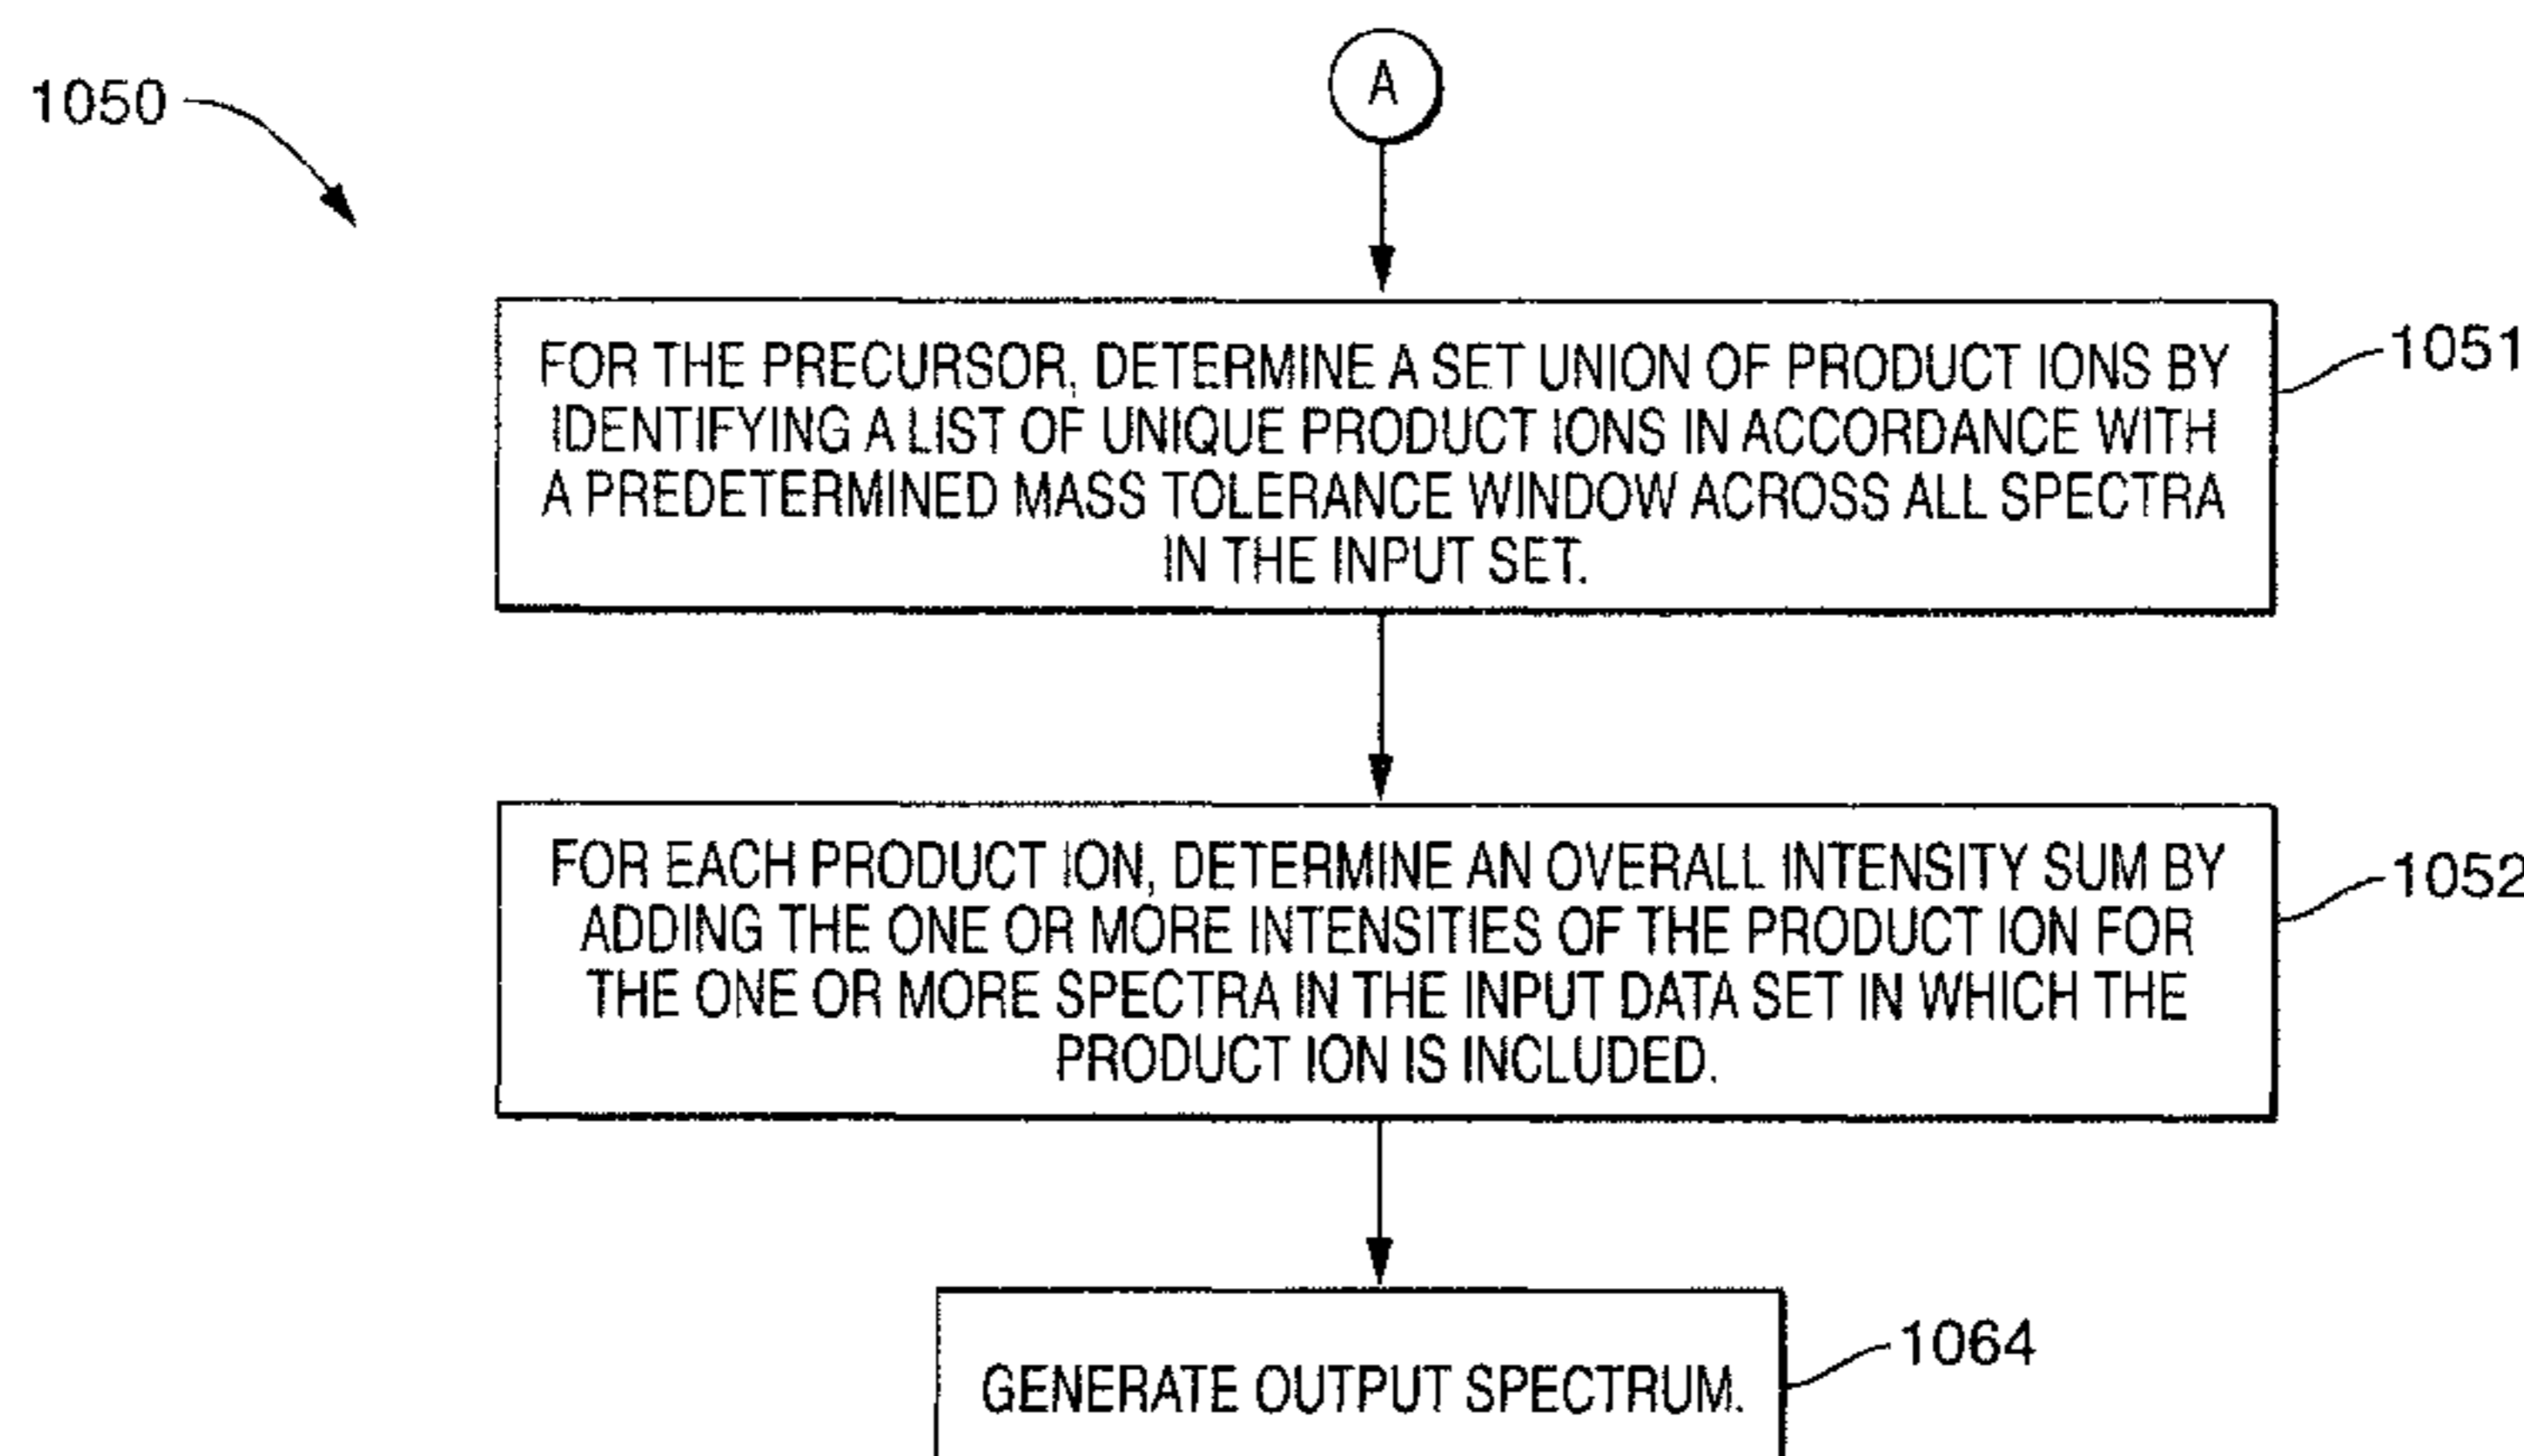 A
1050
FOR THE PRECURSOR, DETERMINE A SET UNION OF PRODUCT IONS BY
IDENTIFYING A LIST OF UNIQUE PRODUCT IONS IN ACCORDANCE WITH
A PREDETERMINED MASS TOLERANCE WINDOW ACROSS ALL SPECTRA
IN THE INPUT SET.
1051
FOR EACH PRODUCT ION, DETERMINE AN OVERALL INTENSITY SUM BY
ADDING THE ONE OR MORE INTENSITIES OF THE PRODUCT ION FOR
THE ONE OR MORE SPECTRA IN THE INPUT DATA SET IN WHICH THE
PRODUCT ION IS INCLUDED.
1052
GENERATE OUTPUT SPECTRUM.
1064